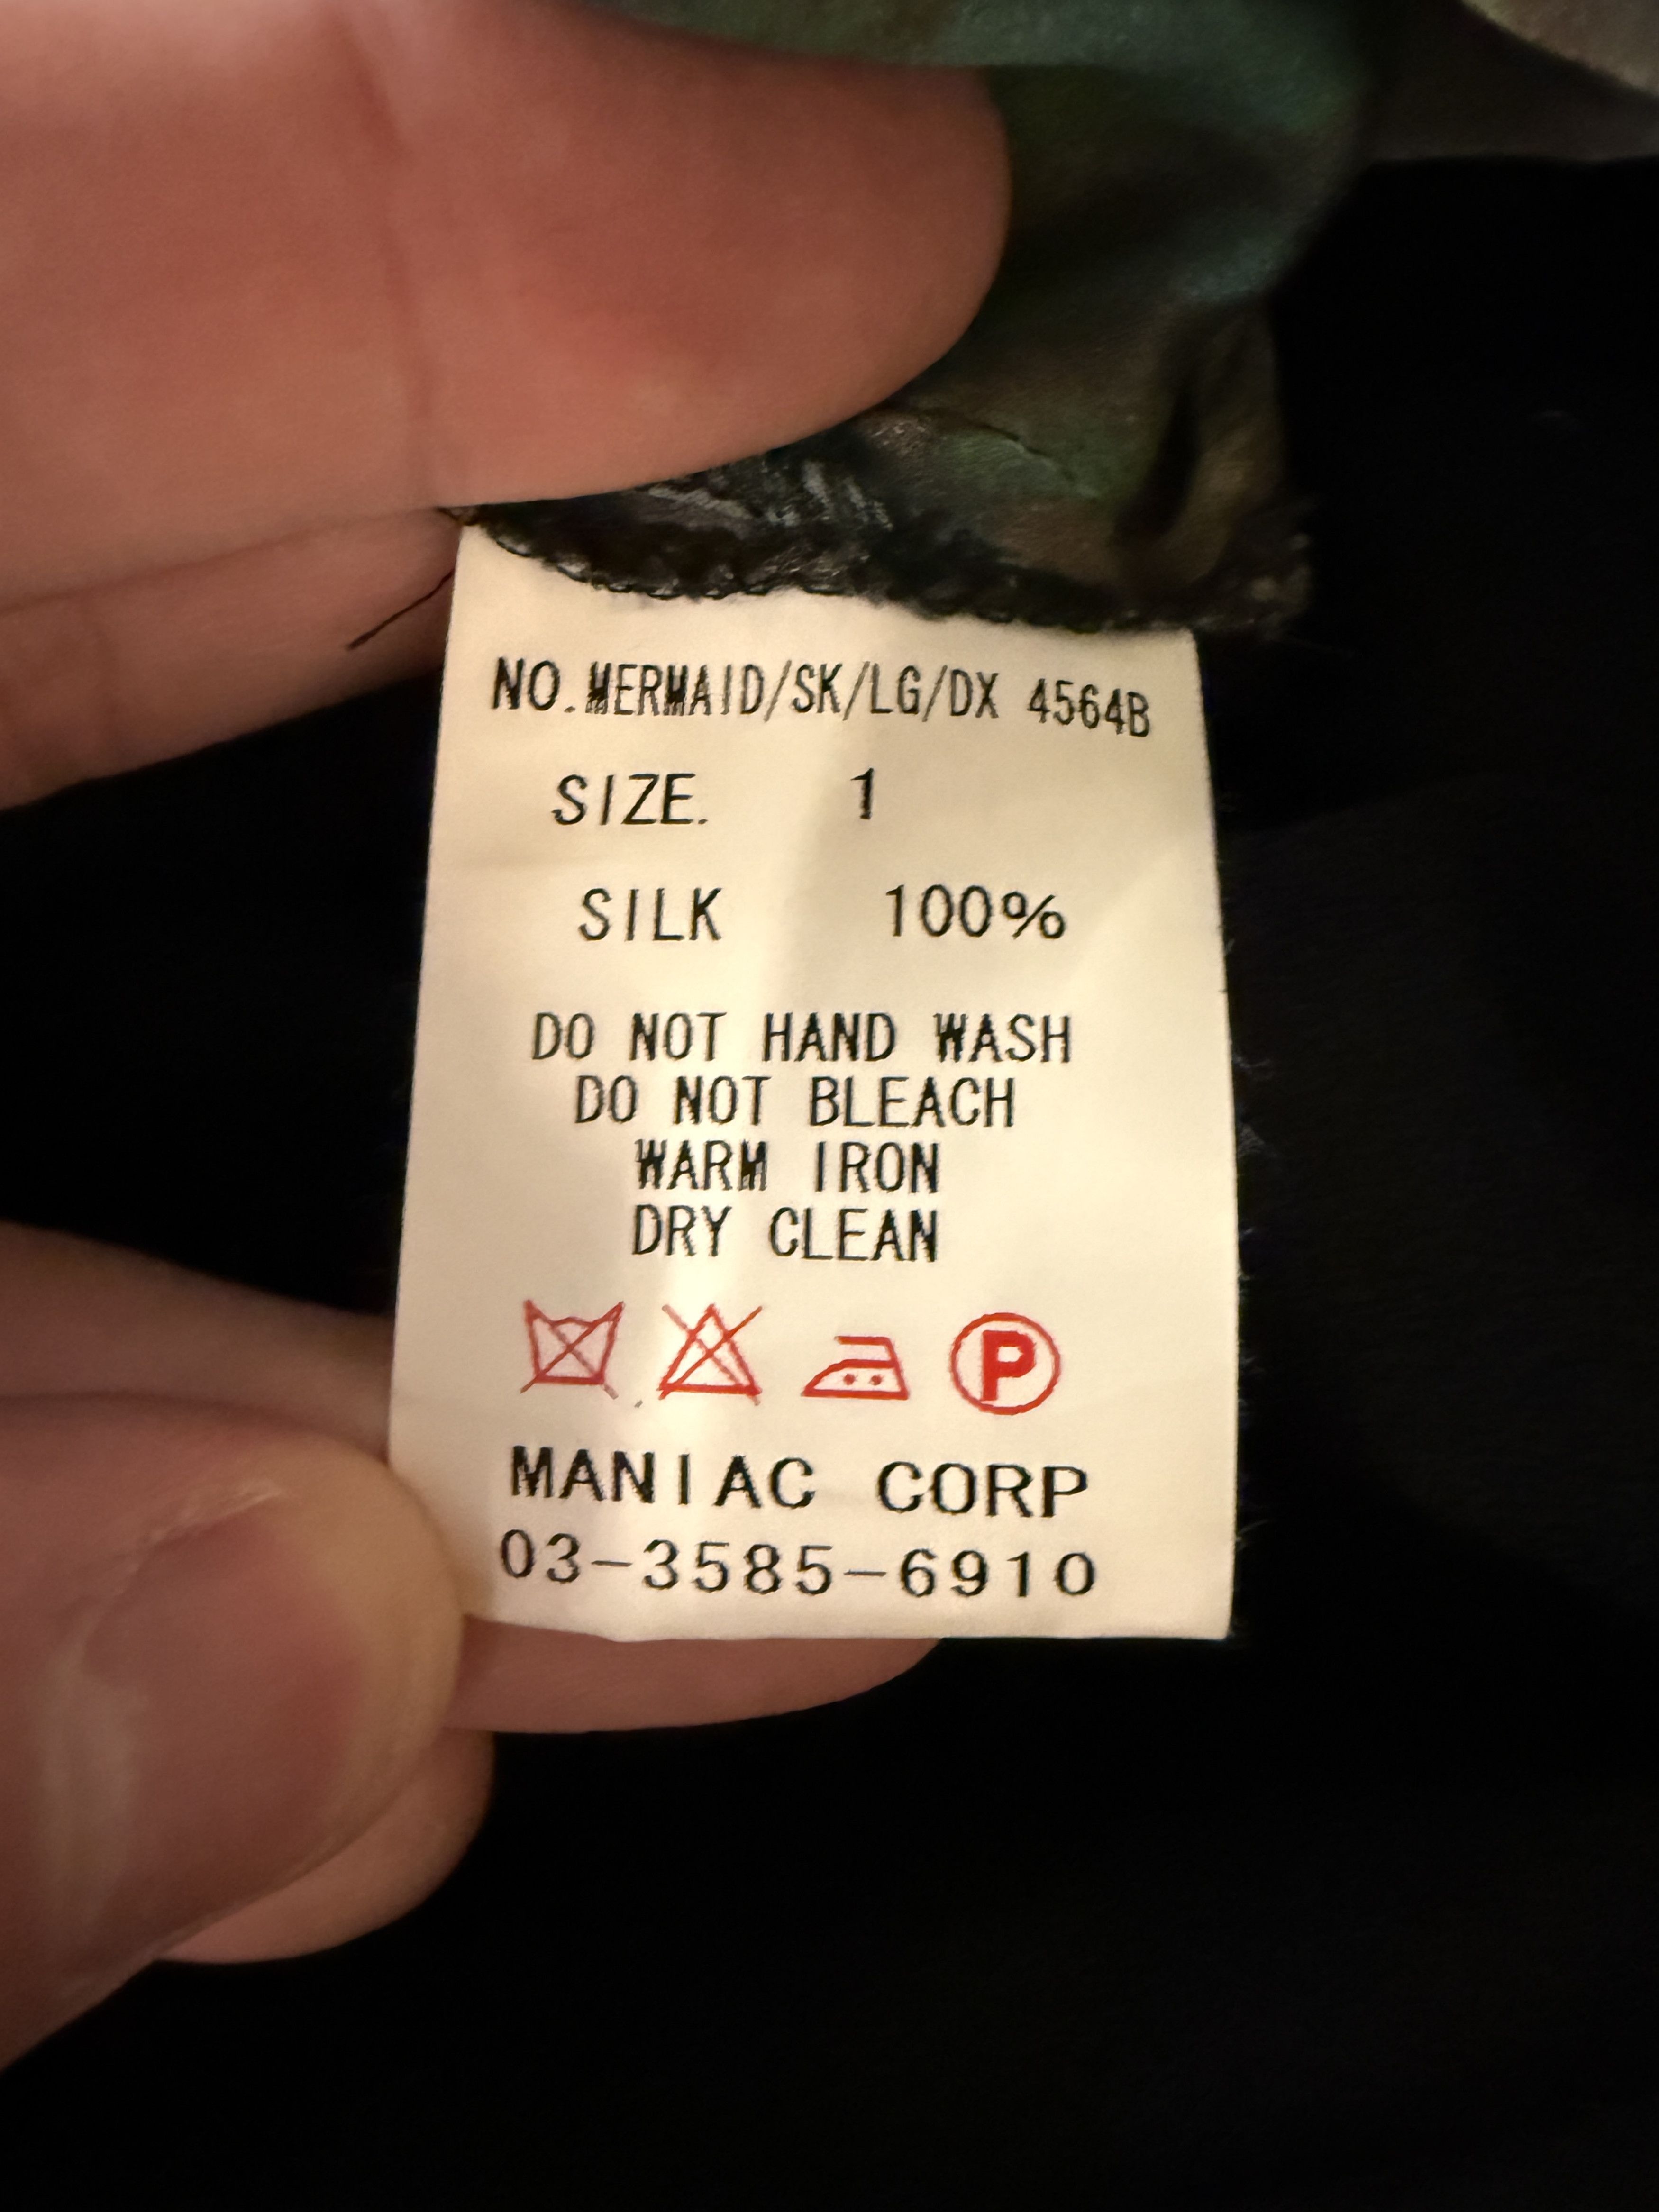 NO.MERMAID/SK/LG/DX 4564B
SIZE. 1
SILK 100%
DO NOT HAND WASH
DO NOT BLEACH
WARM IRON
DRY CLEAN
P
MANIAC CORP
03-3585-6910